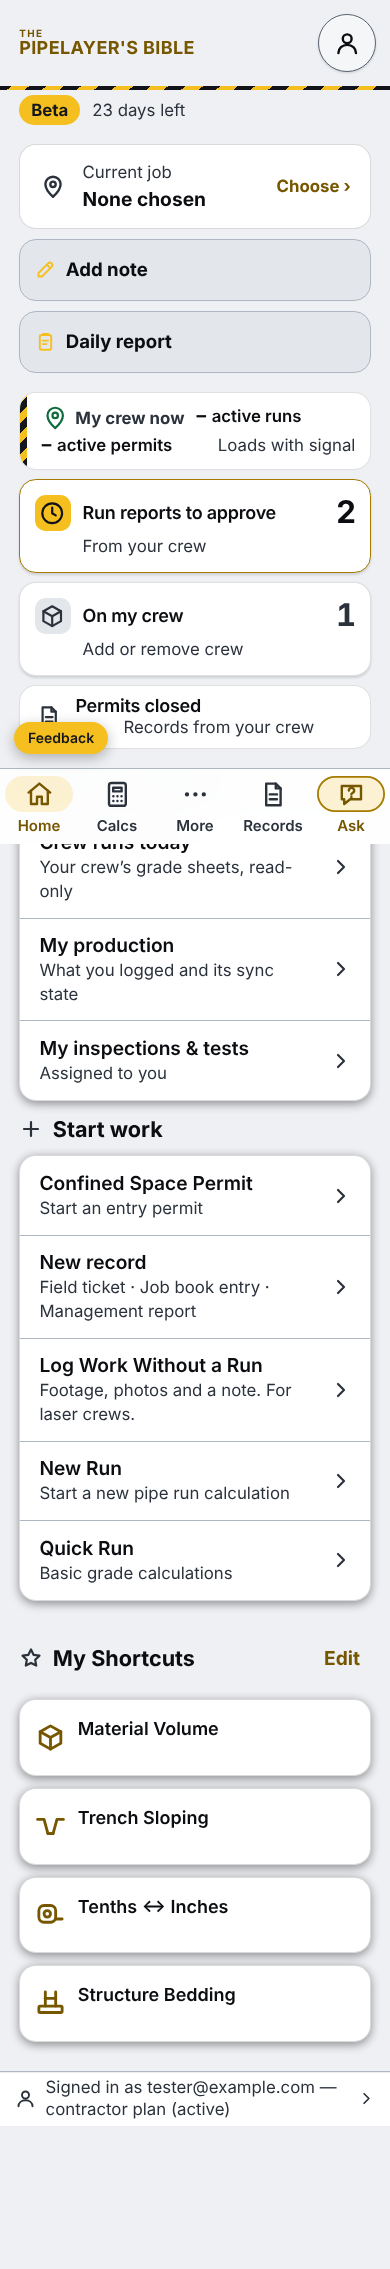 THE
PIPELAYER'S BIBLE
Beta 23 days left
Current job
None chosen
Choose ›
Add note
Daily report
My crew now – active runs
– active permits Loads with signal
Run reports to approve 2
From your crew
On my crew 1
Add or remove crew
Permits closed
Records from your crew
Feedback
Home Calcs More Records Ask
Crew runs today
Your crew’s grade sheets, read-
only
My production
What you logged and its sync
state
My inspections & tests
Assigned to you
Start work
Confined Space Permit
Start an entry permit
New record
Field ticket · Job book entry ·
Management report
Log Work Without a Run
Footage, photos and a note. For
laser crews.
New Run
Start a new pipe run calculation
Quick Run
Basic grade calculations
My Shortcuts Edit
Material Volume
Trench Sloping
Tenths ↔ Inches
Structure Bedding
Signed in as tester@example.com —
contractor plan (active)